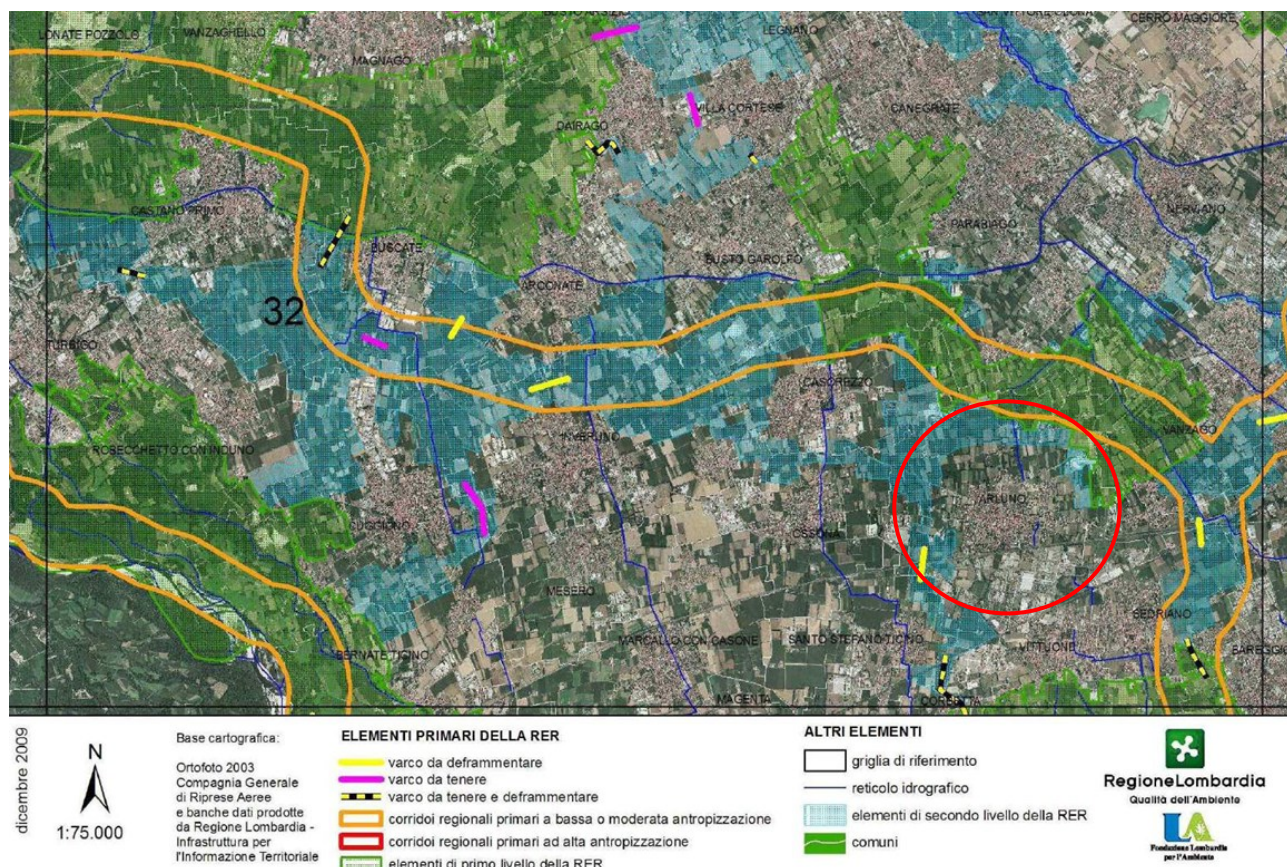 LONATE POZZOLO
VANZAGHELLO
MAGNAGO
LEGNANO
CERRO MAGGIORE
VILLA CORTESE
CANEGRATE
DAIRAGO
CASTANO PRIMO
BUSCATE
PARABIAGO
NERVIANO
BUSTO GAROLFO
ARCONATE
32
TURBIGO
CASOREZZO
VANZAGO
INVERUNO
ROBECCHETTO CON INDUNO
ARLUNO
CUGGIONO
OSSONA
MESERO
SEDRIANO
MARCALLO CON CASONE
SANTO STEFANO TICINO
VITTUONE
BERNATE TICINO
BAREGGIO
MAGENTA
CORBETTA
dicembre 2009
N
1:75.000
Base cartografica:
Ortofoto 2003
Compagnia Generale
di Riprese Aeree
e banche dati prodotte
da Regione Lombardia -
Infrastruttura per
l'Informazione Territoriale
ELEMENTI PRIMARI DELLA RER
varco da deframmentare
varco da tenere
varco da tenere e deframmentare
corridoi regionali primari a bassa o moderata antropizzazione
corridoi regionali primari ad alta antropizzazione
elementi di primo livello della RER
ALTRI ELEMENTI
griglia di riferimento
reticolo idrografico
elementi di secondo livello della RER
comuni
RegioneLombardia
Qualità dell'Ambiente
Fondazione Lombardia
per l'Ambiente